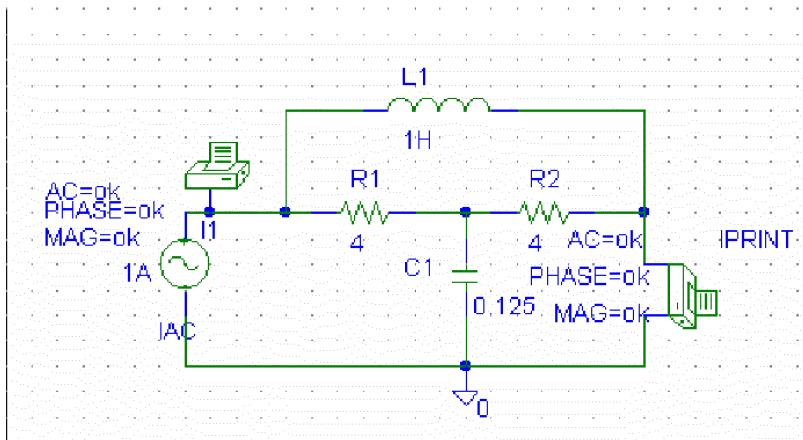 L1
1H
R1
R2
AC=ok
PHASE=ok
MAG=ok
I1
4
4
AC=ok
IPRINT
1A
C1
PHASE=ok
0.125
MAG=ok
IAC
0